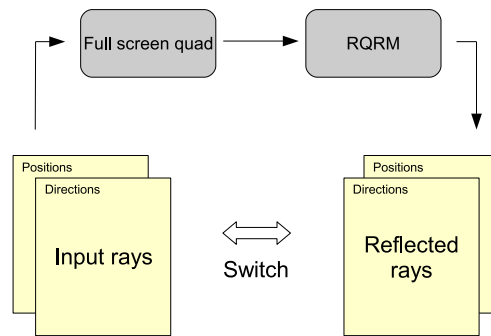 Full screen quad
RQRM
Positions
Directions
Input rays
Switch
Positions
Directions
Reflected
rays